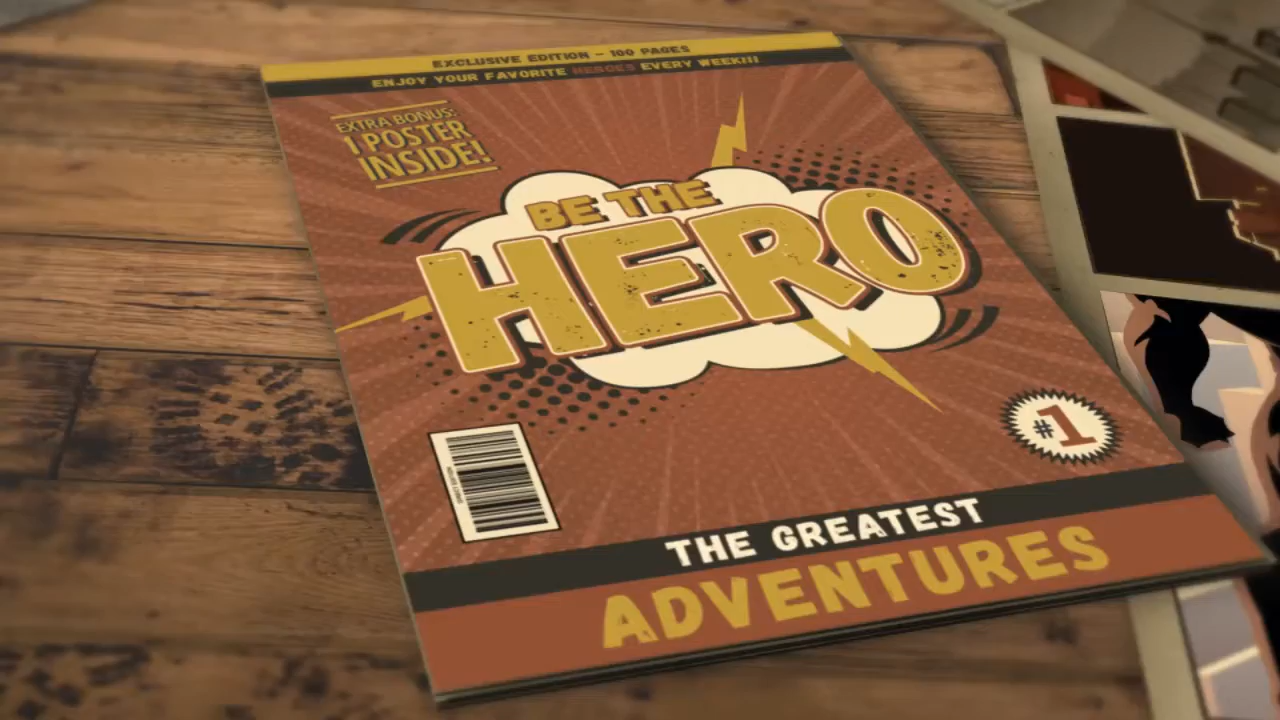 EXCLUSIVE EDITION – 100 PAGES
ENJOY YOUR FAVORITE HEROES EVERY WEEK!!!
EXTRA BONUS:
1 POSTER
INSIDE!
BE THE
HERO
#1
THE GREATEST
ADVENTURES